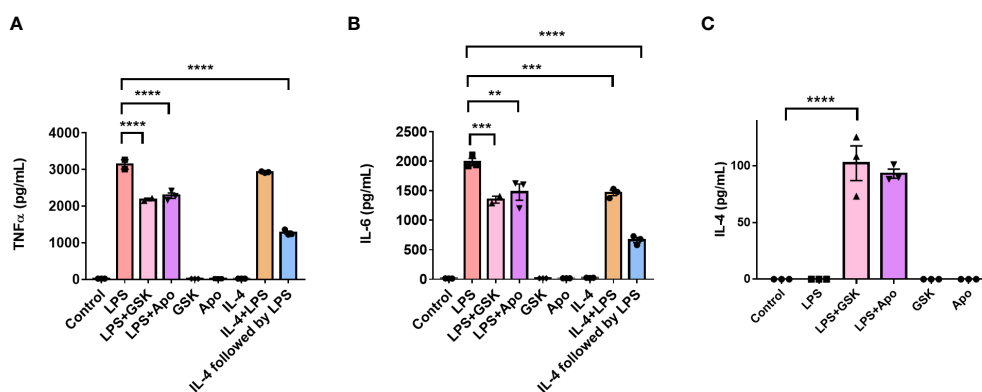 A
TNFα (pg/mL)
4000
3000
2000
1000
0
****
****
****
Control
LPS
LPS+GSK
LPS+Apo
GSK
Apo
IL-4
IL-4+LPS
IL-4 followed by LPS
B
IL-6 (pg/mL)
2500
2000
1500
1000
500
0
****
***
**
***
Control
LPS
LPS+GSK
LPS+Apo
GSK
Apo
IL-4
IL-4+LPS
IL-4 followed by LPS
C
IL-4 (pg/mL)
100
50
0
****
Control
LPS
LPS+GSK
LPS+Apo
GSK
Apo